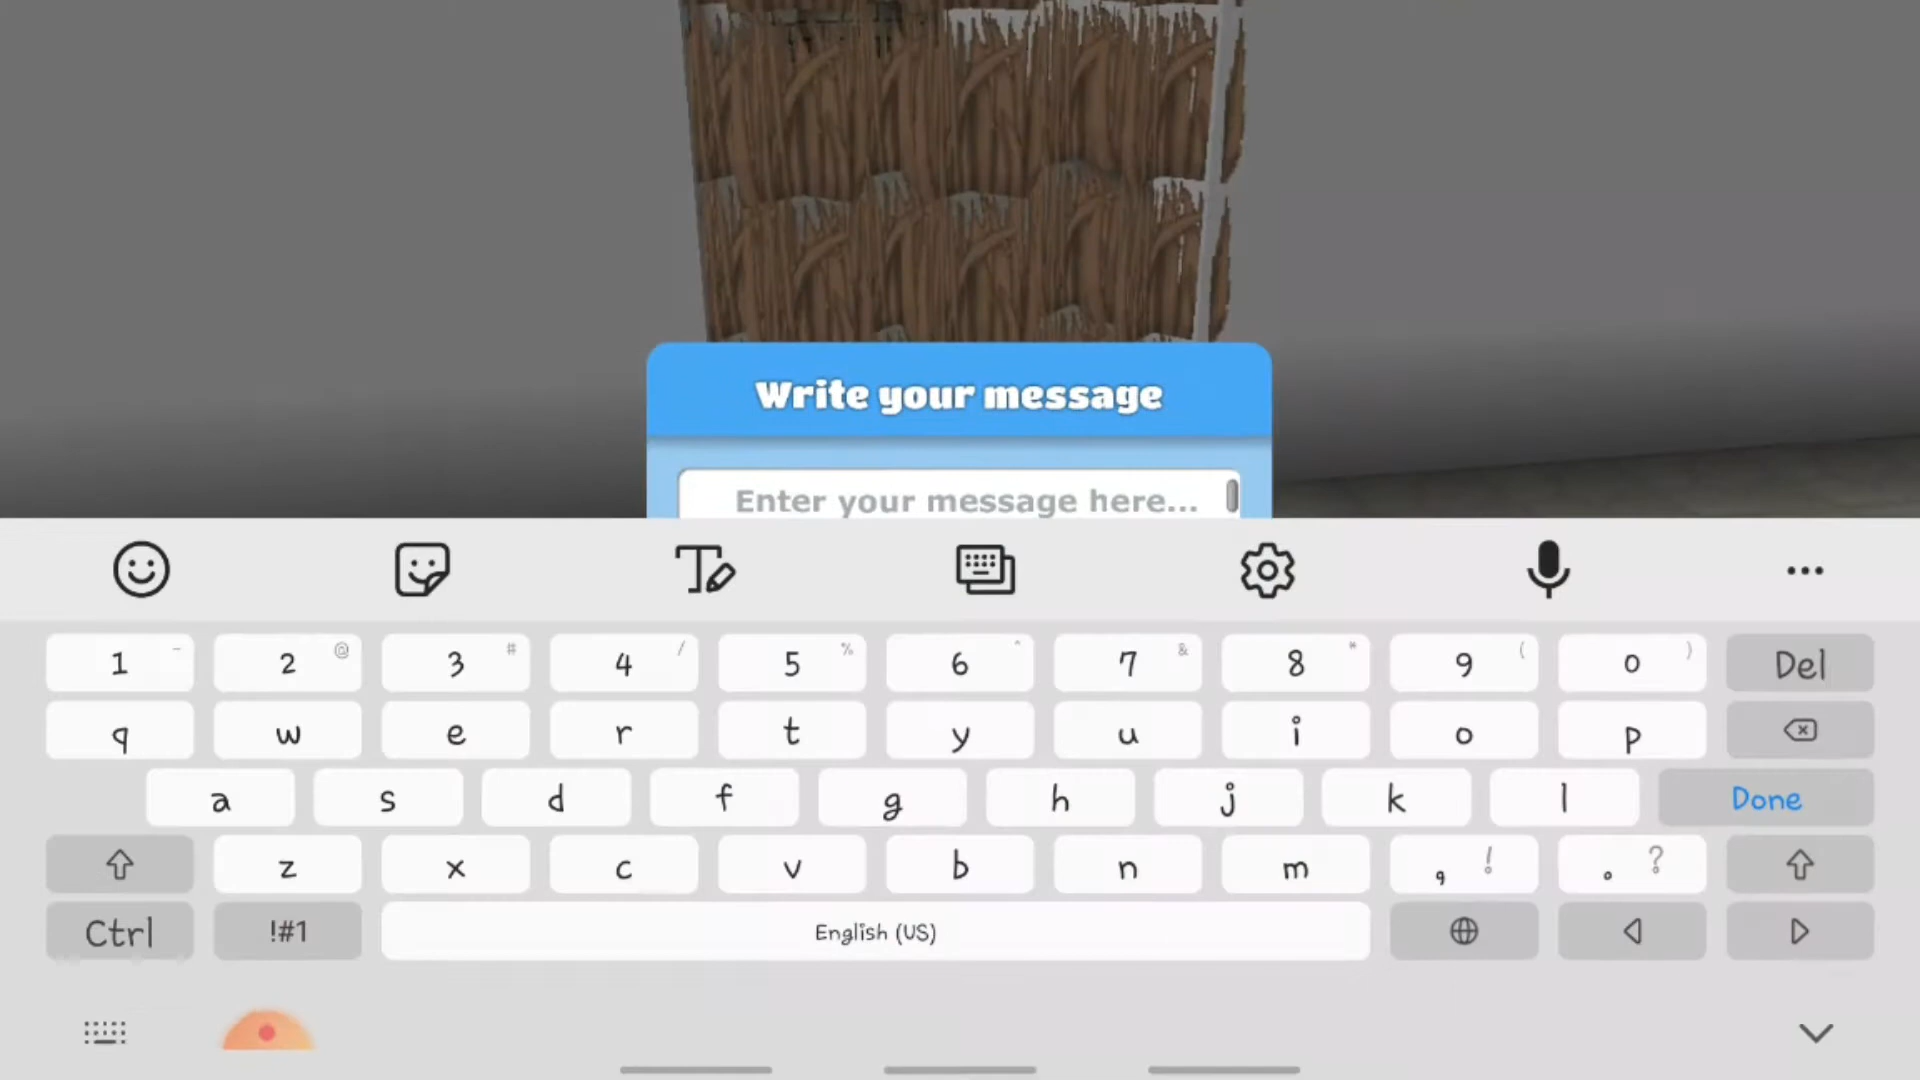 Write your message
Enter your message here...
1 - 2 @ 3 # 4 / 5 % 6 ^ 7 & 8 * 9 ( 0 ) Del
q w e r t y u i o p
a s d f g h j k l Done
z x c v b n m , ! . ?
Ctrl !#1 English (US)